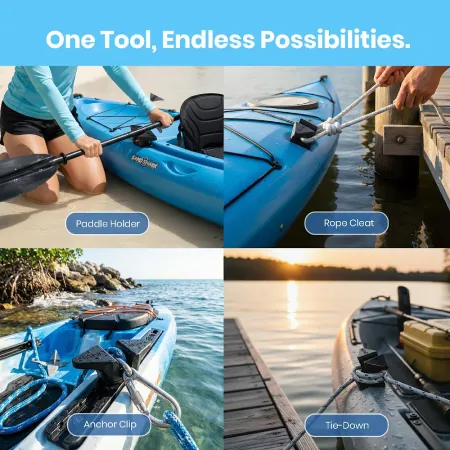 One Tool, Endless Possibilities.
Paddle Holder
Rope Cleat
Anchor Clip
Tie-Down